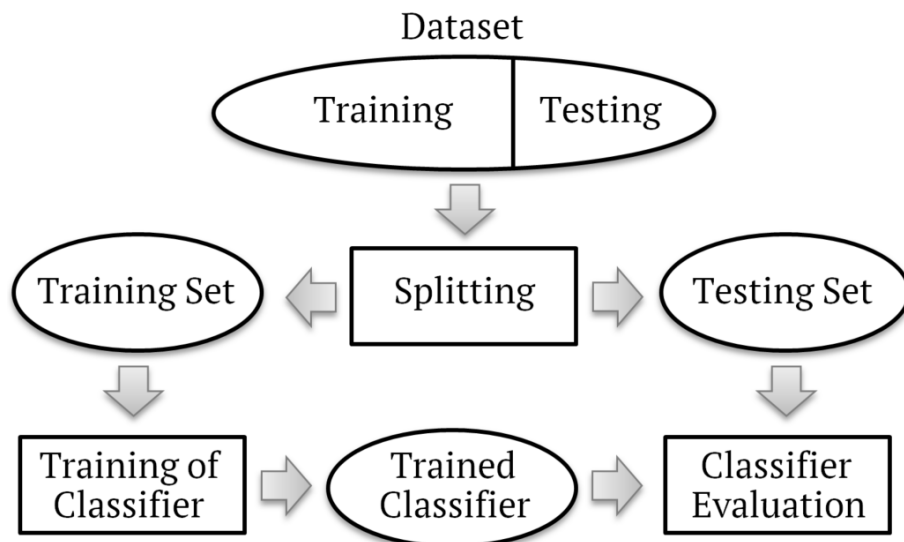 Dataset
Training
Testing
Training Set
Splitting
Testing Set
Training of
Classifier
Trained
Classifier
Classifier
Evaluation